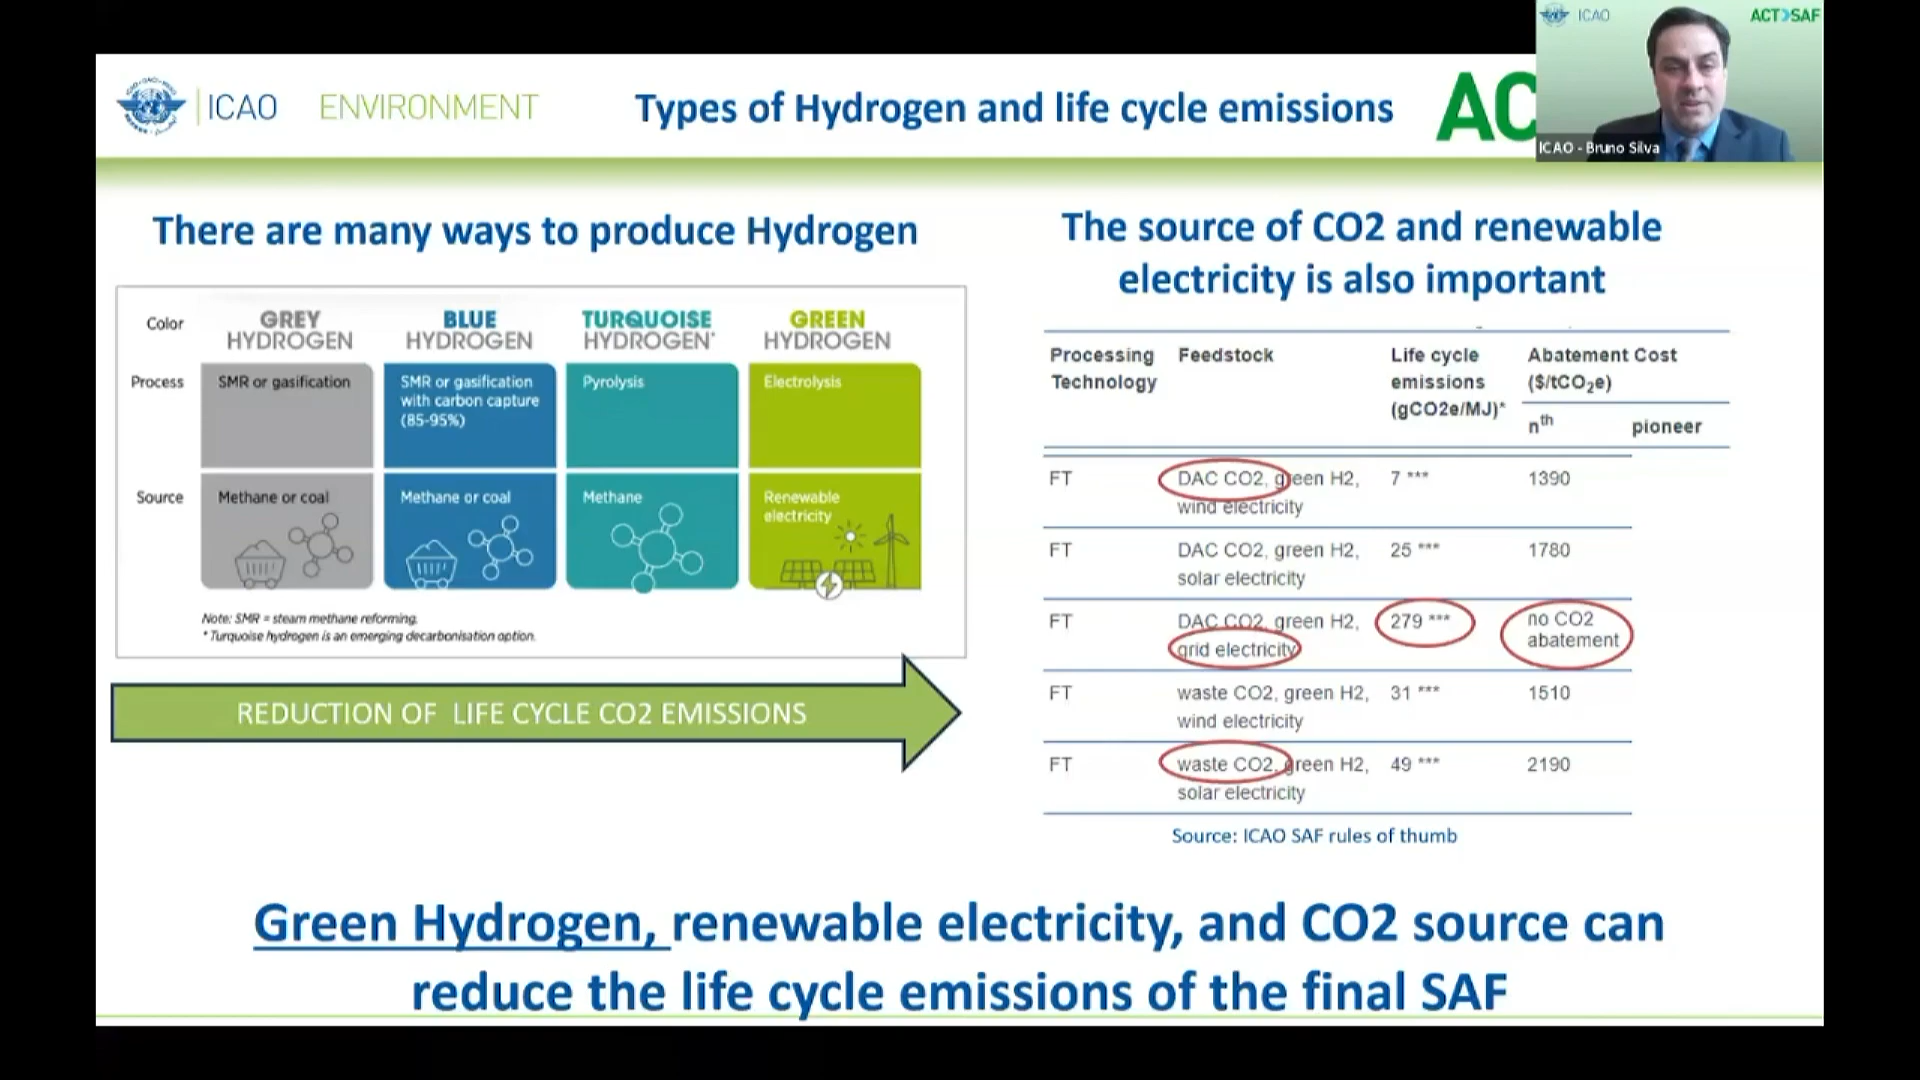 ICAO
ACT SAF
ICAO - Bruno Silva
ICAO ENVIRONMENT
Types of Hydrogen and life cycle emissions
AC
There are many ways to produce Hydrogen
Color
GREY
HYDROGEN
BLUE
HYDROGEN
TURQUOISE
HYDROGEN*
GREEN
HYDROGEN
Process
SMR or gasification
SMR or gasification
with carbon capture
(85-95%)
Pyrolysis
Electrolysis
Source
Methane or coal
Methane or coal
Methane
Renewable
electricity
Note: SMR = steam methane reforming.
* Turquoise hydrogen is an emerging decarbonisation option.
REDUCTION OF LIFE CYCLE CO2 EMISSIONS
The source of CO2 and renewable
electricity is also important
Processing
Technology
Feedstock
Life cycle
emissions
(gCO2e/MJ)*
Abatement Cost
($/tCO₂e)
nth pioneer
FT DAC CO2, green H2, 7 *** 1390
wind electricity
FT DAC CO2, green H2, 25 *** 1780
solar electricity
FT DAC CO2, green H2, 279 *** no CO2
grid electricity abatement
FT waste CO2, green H2, 31 *** 1510
wind electricity
FT waste CO2, green H2, 49 *** 2190
solar electricity
Source: ICAO SAF rules of thumb
Green Hydrogen, renewable electricity, and CO2 source can
reduce the life cycle emissions of the final SAF